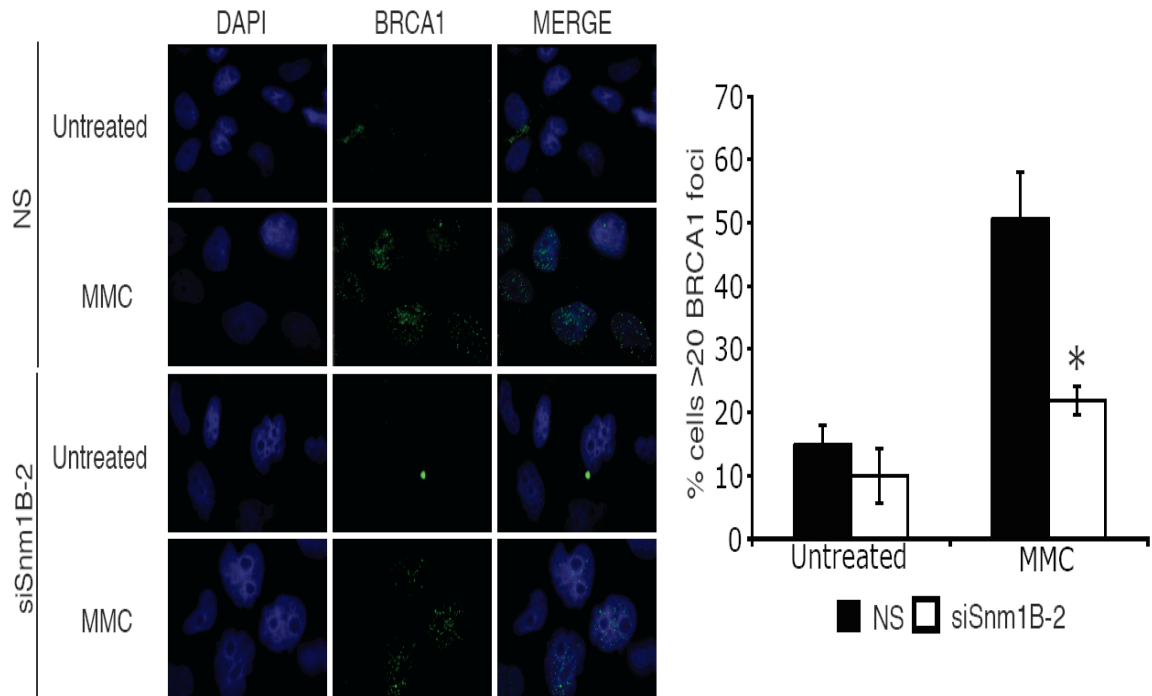 DAPI BRCA1 MERGE
NS
Untreated
MMC
siSnm1B-2
Untreated
MMC
% cells >20 BRCA1 foci
70
60
50
40
30
20
10
0
*
Untreated MMC
NS siSnm1B-2